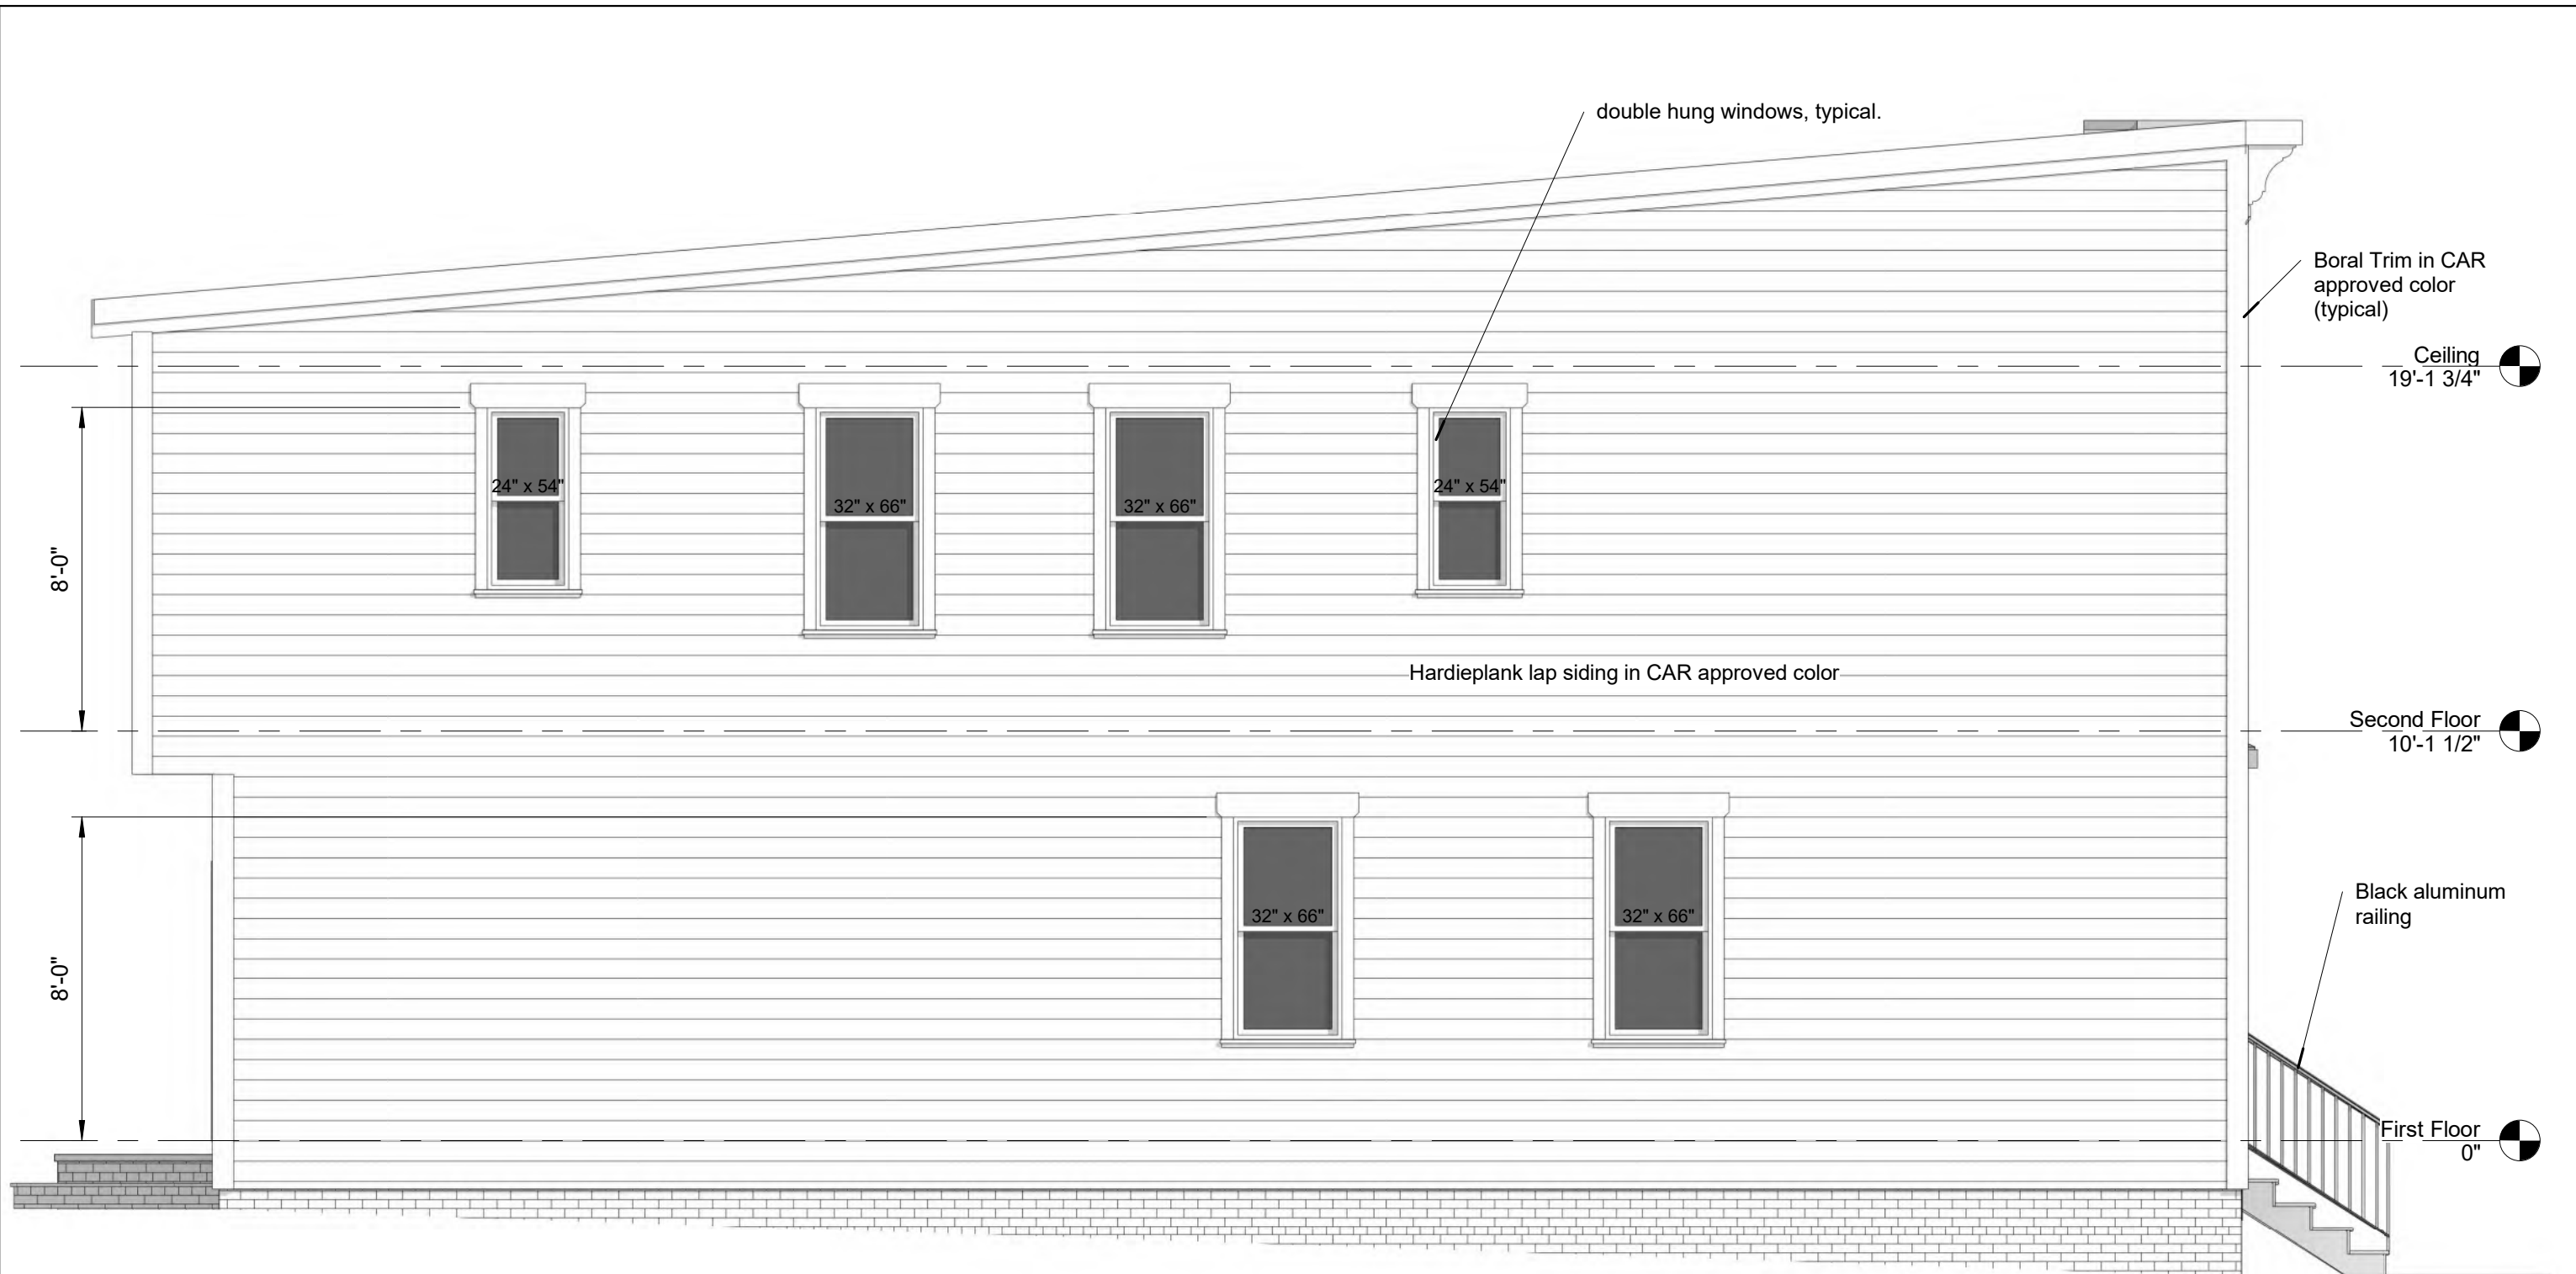 double hung windows, typical.
Boral Trim in CAR
approved color
(typical)
Ceiling
19'-1 3/4"
24" x 54"
32" x 66"
32" x 66"
24" x 54"
8'-0"
Hardieplank lap siding in CAR approved color
Second Floor
10'-1 1/2"
32" x 66"
32" x 66"
Black aluminum
railing
8'-0"
First Floor
0"